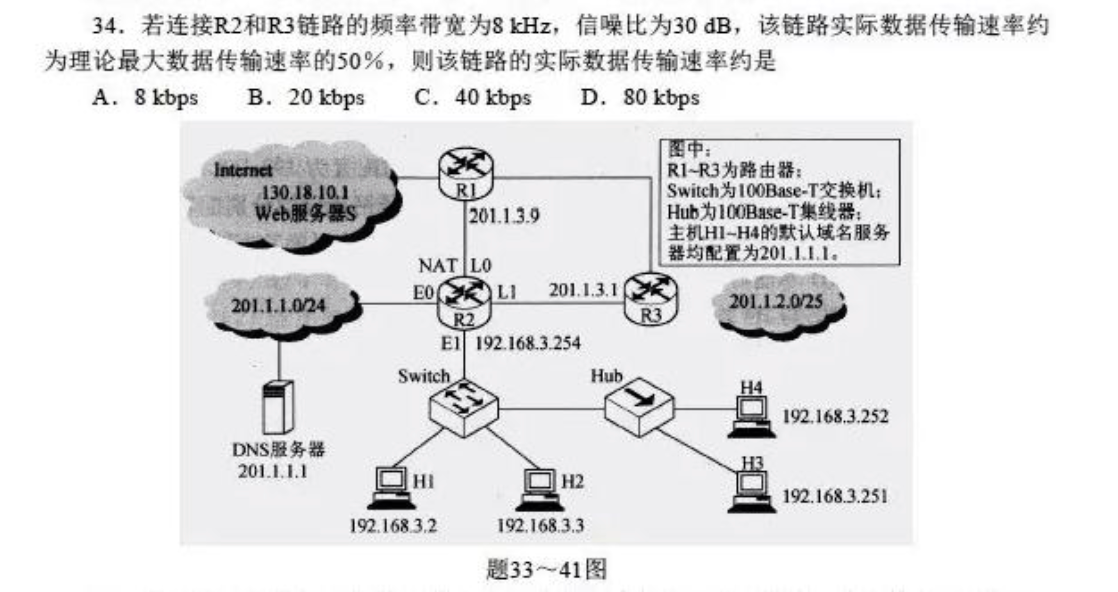 34．若连接R2和R3链路的频率带宽为8 kHz，信噪比为30 dB，该链路实际数据传输速率约
为理论最大数据传输速率的50%，则该链路的实际数据传输速率约是
A．8 kbps B．20 kbps C．40 kbps D．80 kbps
Internet
130.18.10.1
Web服务器S
R1
201.1.3.9
图中：
R1~R3为路由器；
Switch为100Base-T交换机；
Hub为100Base-T集线器；
主机H1~H4的默认域名服务
器均配置为201.1.1.1。
NAT L0
201.1.1.0/24
E0
R2
L1
201.1.3.1
R3
201.1.2.0/25
E1 192.168.3.254
Switch
Hub
H4
192.168.3.252
DNS服务器
201.1.1.1
H1
192.168.3.2
H2
192.168.3.3
H3
192.168.3.251
题33～41图